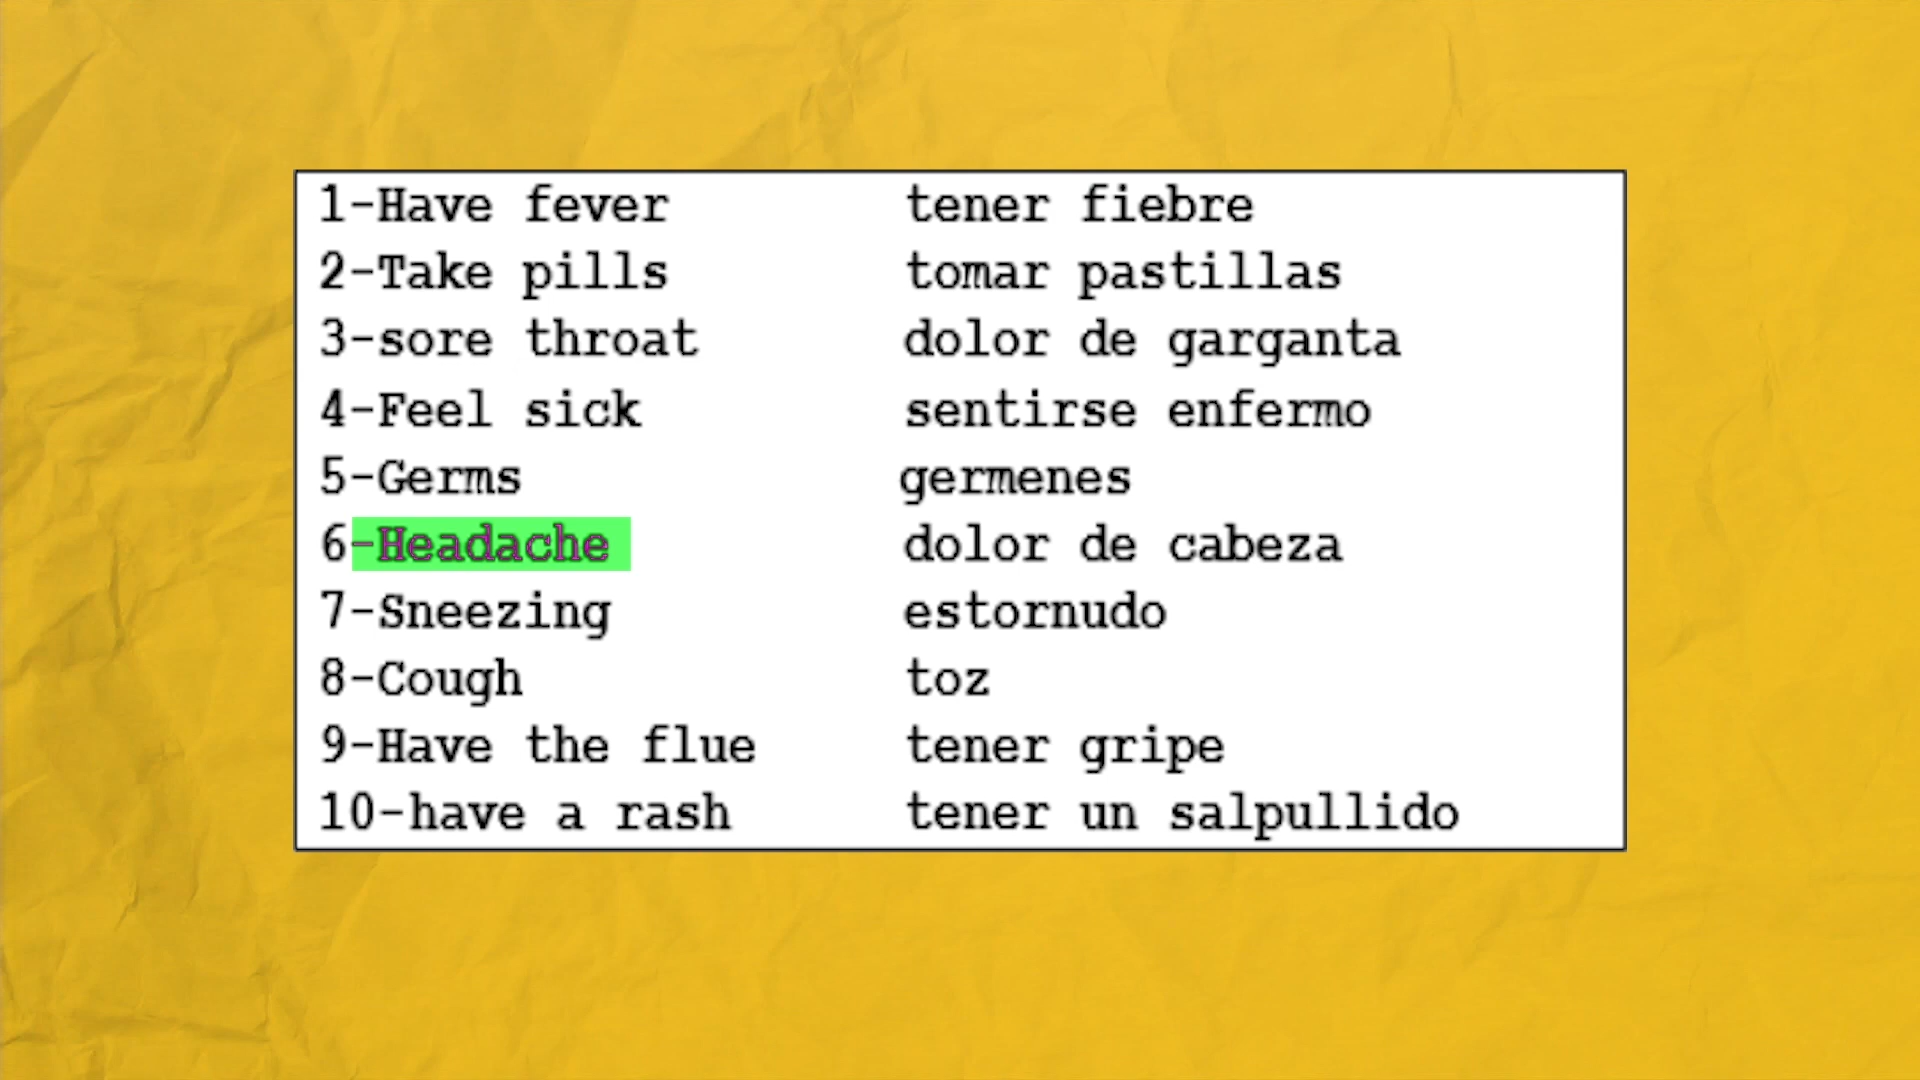 1-Have fever tener fiebre
2-Take pills tomar pastillas
3-sore throat dolor de garganta
4-Feel sick sentirse enfermo
5-Germs germenes
6-Headache dolor de cabeza
7-Sneezing estornudo
8-Cough toz
9-Have the flue tener gripe
10-have a rash tener un salpullido